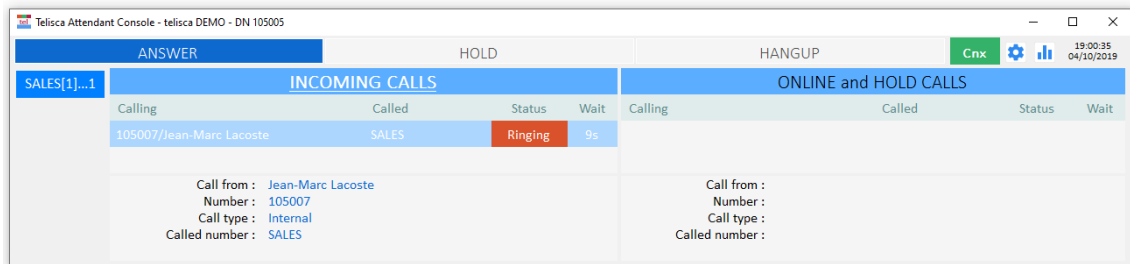 tel Telisca Attendant Console - telisca DEMO - DN 105005
ANSWER HOLD HANGUP Cnx 19:00:35
04/10/2019
SALES[1]...1 INCOMING CALLS ONLINE and HOLD CALLS
Calling Called Status Wait Calling Called Status Wait
105007/Jean-Marc Lacoste SALES Ringing 9s
Call from : Jean-Marc Lacoste
Number : 105007
Call type : Internal
Called number : SALES
Call from :
Number :
Call type :
Called number :